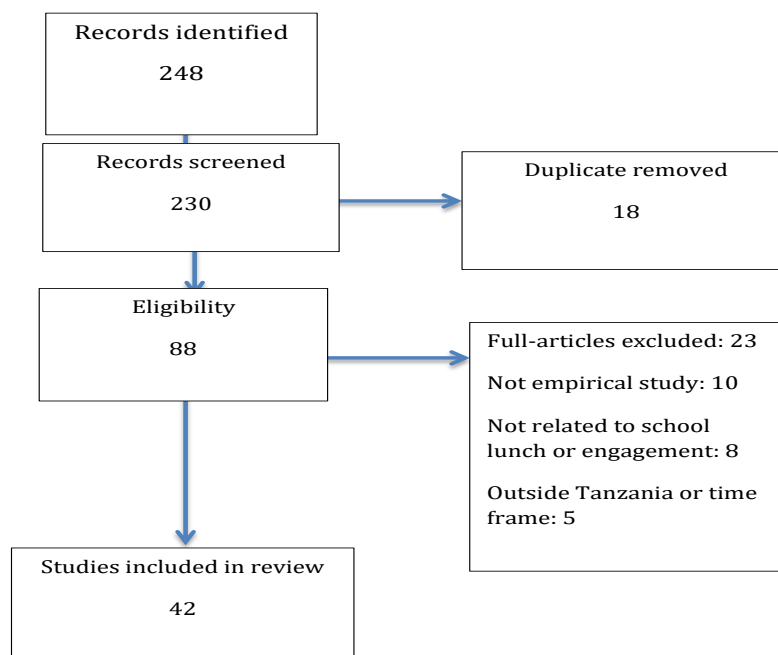 Records identified
248
Records screened
230
Duplicate removed
18
Eligibility
88
Full-articles excluded: 23
Not empirical study: 10
Not related to school
lunch or engagement: 8
Outside Tanzania or time
frame: 5
Studies included in review
42